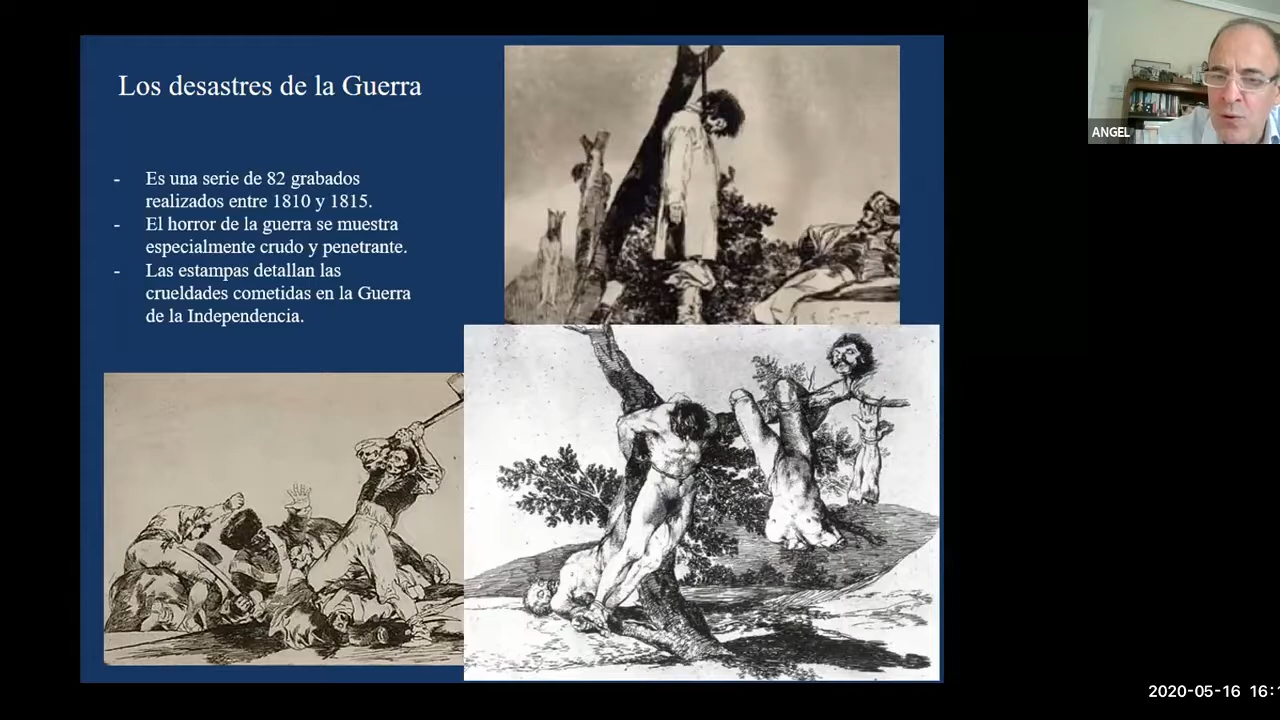 Los desastres de la Guerra
- Es una serie de 82 grabados
realizados entre 1810 y 1815.
- El horror de la guerra se muestra
especialmente crudo y penetrante.
- Las estampas detallan las
crueldades cometidas en la Guerra
de la Independencia.
ANGEL
2020-05-16 16: